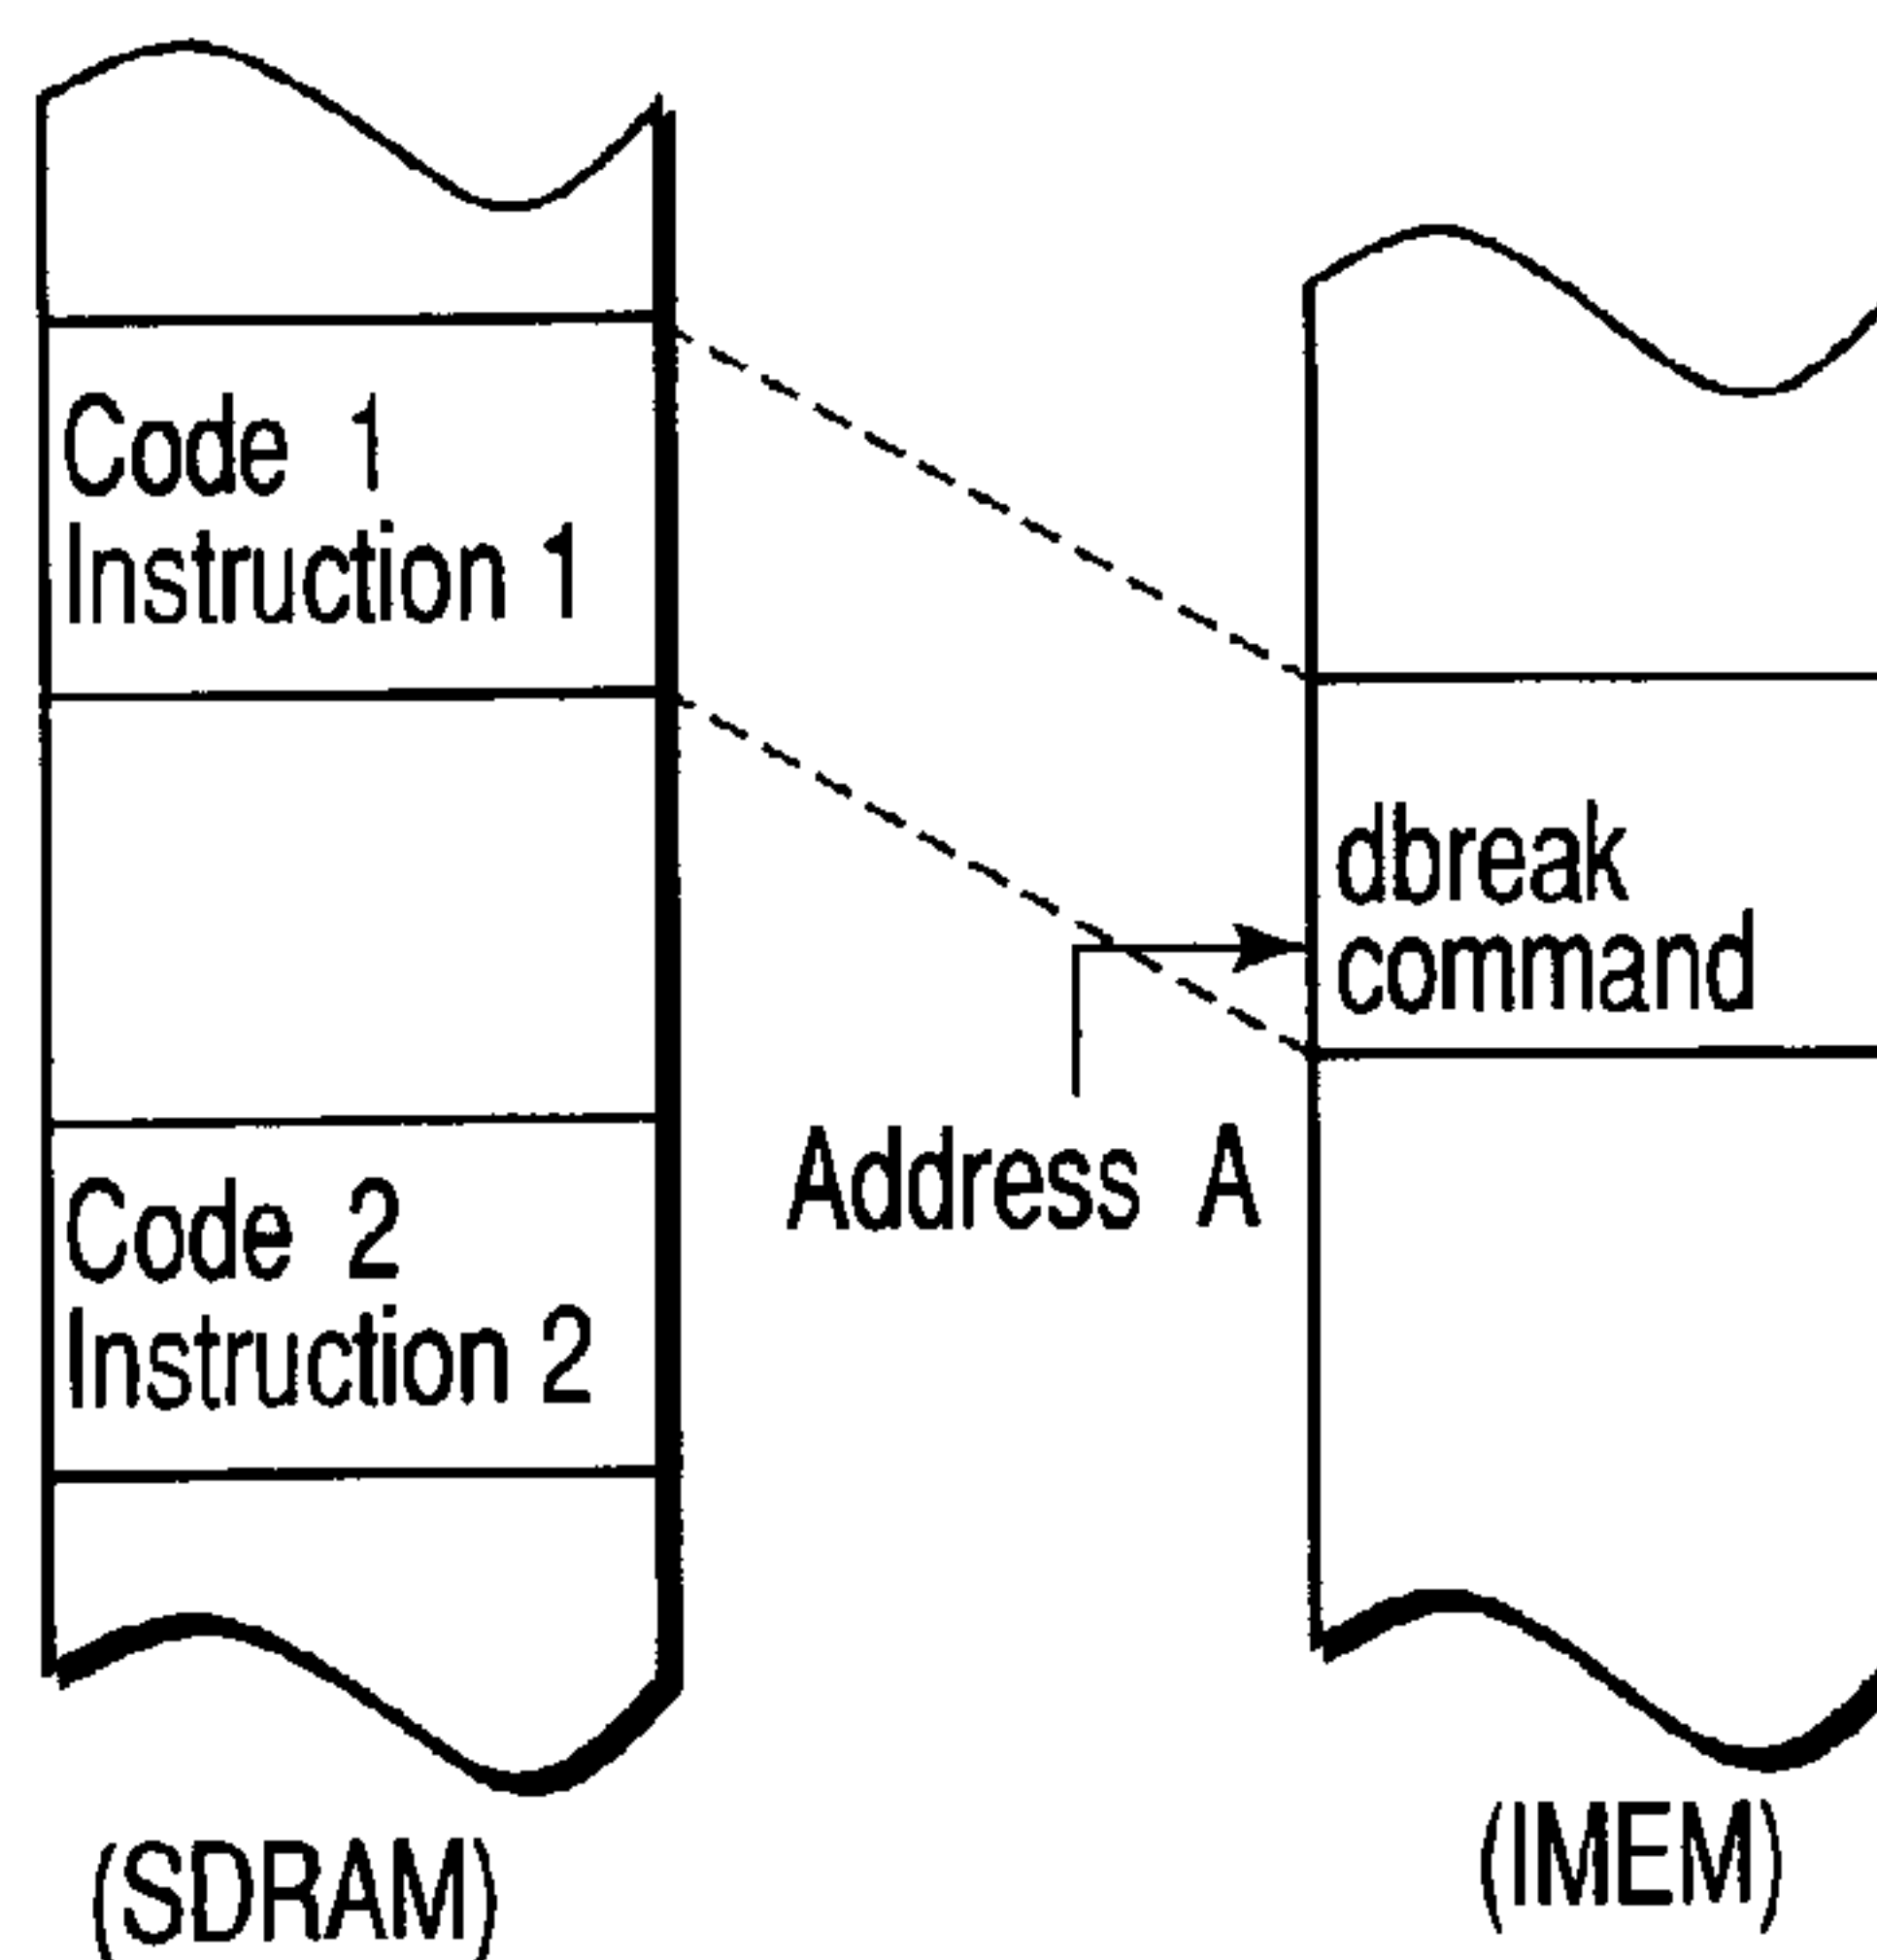 Code 1
Instruction 1
dbreak
command
Address A
Code 2
Instruction 2
(SDRAM)
(IMEM)